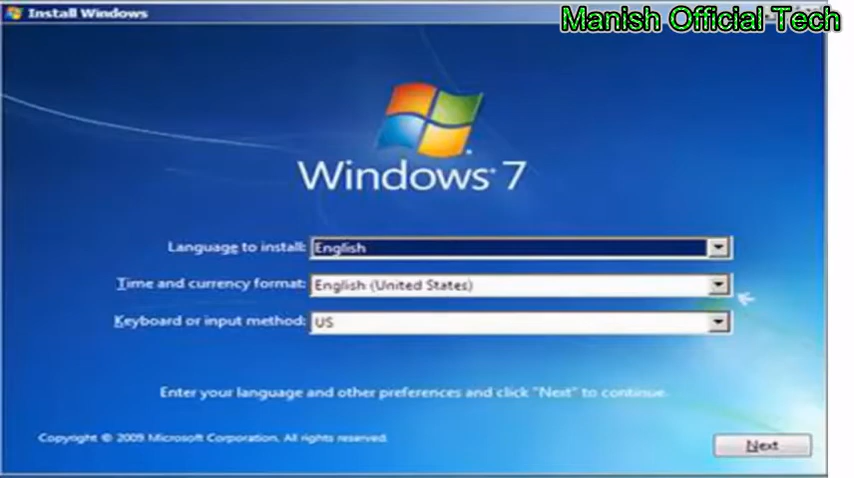 Install Windows
Manish Official Tech
Windows 7
Language to install: English
Time and currency format: English (United States)
Keyboard or input method: US
Enter your language and other preferences and click "Next" to continue.
Copyright © 2009 Microsoft Corporation. All rights reserved.
Next